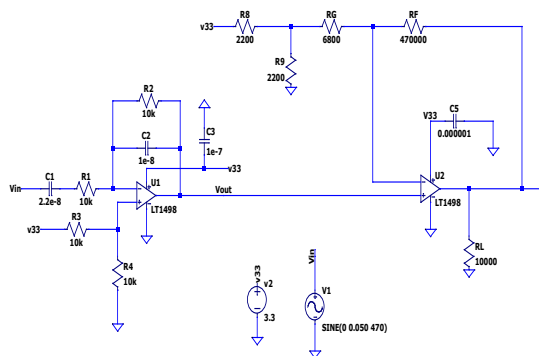 R8
RG
RF
v33
2200
6800
470000
R9
2200
R2
10k
C2
1e-8
C3
1e-7
V33
C5
0.000001
v33
C1
R1
U1
U2
Vin
2.2e-8
10k
Vout
LT1498
LT1498
R3
v33
10k
R4
10k
RL
10000
v33
Vin
v2
V1
3.3
SINE(0 0.050 470)